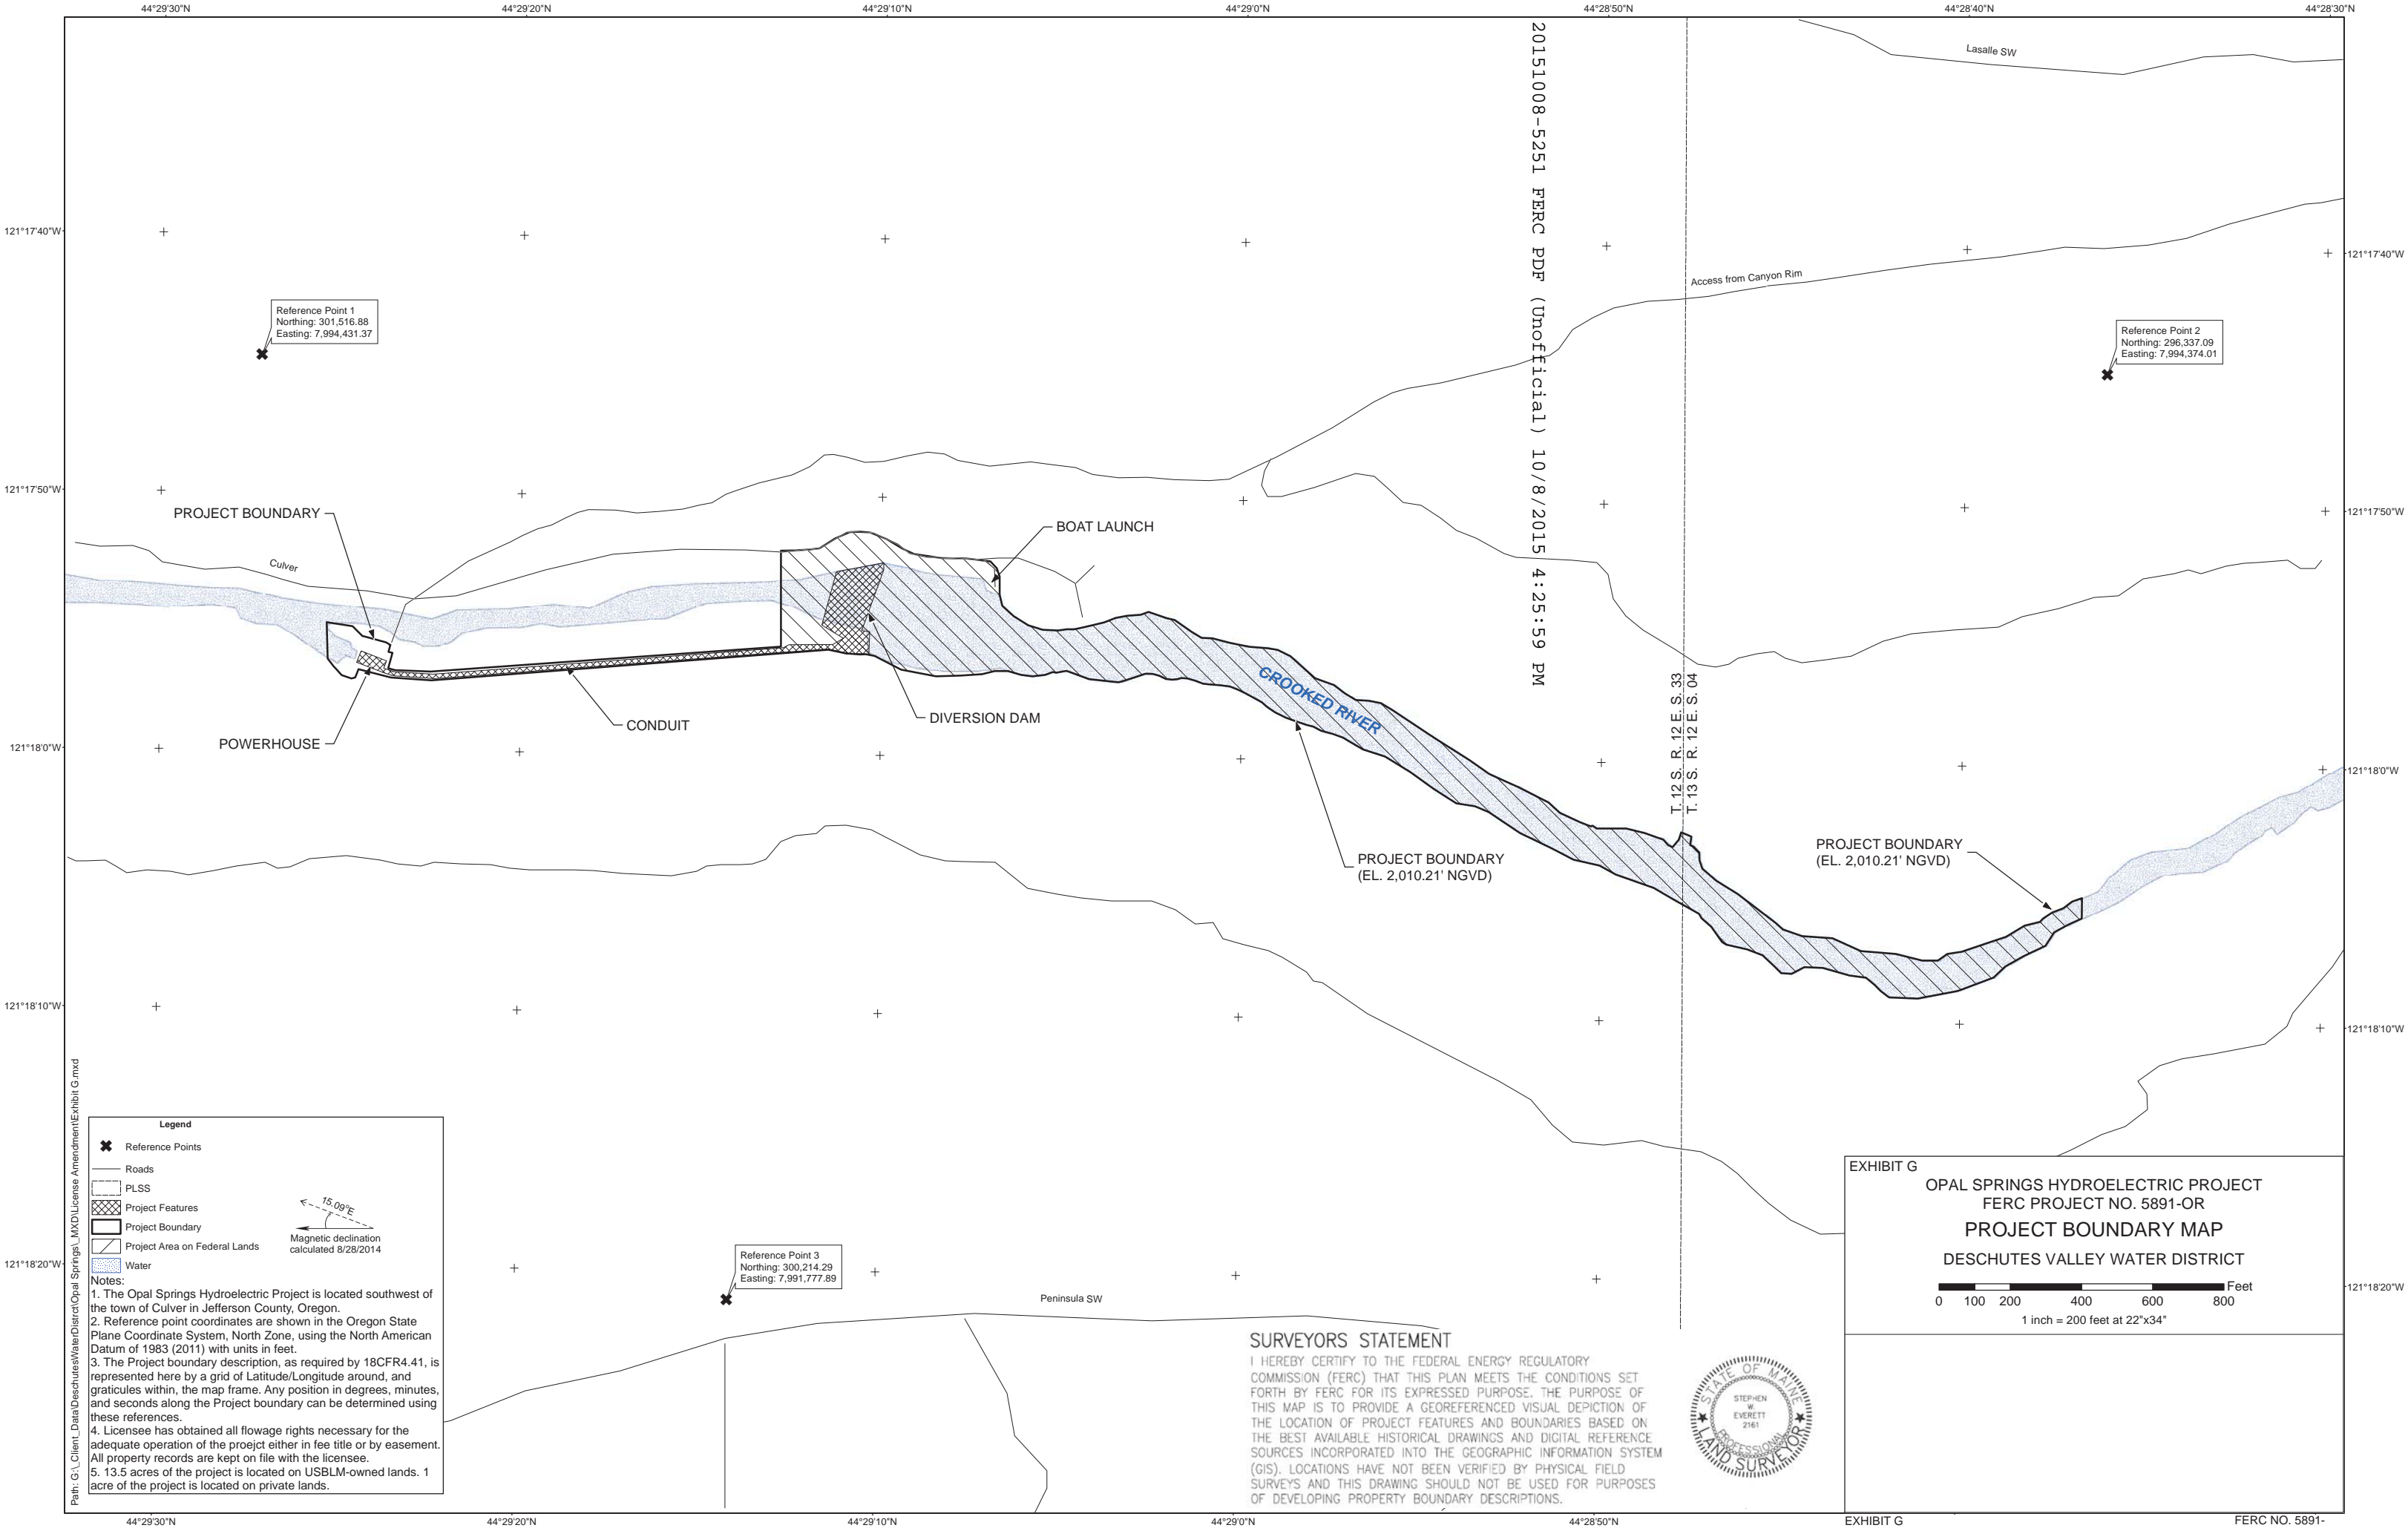 44°29'30"N
44°29'20"N
44°29'10"N
44°29'0"N
44°28'50"N
44°28'40"N
44°28'30"N
Lasalle SW
20151008-5251 FERC PDF (Unofficial) 10/8/2015 4:25:59 PM
121°17'40"W
121°17'40"W
Access from Canyon Rim
Reference Point 1
Northing: 301,516.88
Easting: 7,994,431.37
Reference Point 2
Northing: 296,337.09
Easting: 7,994,374.01
121°17'50"W
121°17'50"W
PROJECT BOUNDARY
BOAT LAUNCH
Culver
CROOKED RIVER
T. 12 S. R. 12 E. S. 33
T. 13 S. R. 12 E. S. 04
DIVERSION DAM
CONDUIT
POWERHOUSE
121°18'0"W
121°18'0"W
PROJECT BOUNDARY
(EL. 2,010.21' NGVD)
PROJECT BOUNDARY
(EL. 2,010.21' NGVD)
121°18'10"W
121°18'10"W
Path: G:\_Client_Data\DeschutesWaterDistrict\Opal Springs\_MXD\License Amendment\Exhibit G.mxd
Legend
Reference Points
Roads
PLSS
Project Features
Project Boundary
Project Area on Federal Lands
Water
15.09°E
Magnetic declination
calculated 8/28/2014
Notes:
1. The Opal Springs Hydroelectric Project is located southwest of
the town of Culver in Jefferson County, Oregon.
2. Reference point coordinates are shown in the Oregon State
Plane Coordinate System, North Zone, using the North American
Datum of 1983 (2011) with units in feet.
3. The Project boundary description, as required by 18CFR4.41, is
represented here by a grid of Latitude/Longitude around, and
graticules within, the map frame. Any position in degrees, minutes,
and seconds along the Project boundary can be determined using
these references.
4. Licensee has obtained all flowage rights necessary for the
adequate operation of the proejct either in fee title or by easement.
All property records are kept on file with the licensee.
5. 13.5 acres of the project is located on USBLM-owned lands. 1
acre of the project is located on private lands.
121°18'20"W
121°18'20"W
Reference Point 3
Northing: 300,214.29
Easting: 7,991,777.89
Peninsula SW
SURVEYORS STATEMENT
I HEREBY CERTIFY TO THE FEDERAL ENERGY REGULATORY
COMMISSION (FERC) THAT THIS PLAN MEETS THE CONDITIONS SET
FORTH BY FERC FOR ITS EXPRESSED PURPOSE. THE PURPOSE OF
THIS MAP IS TO PROVIDE A GEOREFERENCED VISUAL DEPICTION OF
THE LOCATION OF PROJECT FEATURES AND BOUNDARIES BASED ON
THE BEST AVAILABLE HISTORICAL DRAWINGS AND DIGITAL REFERENCE
SOURCES INCORPORATED INTO THE GEOGRAPHIC INFORMATION SYSTEM
(GIS). LOCATIONS HAVE NOT BEEN VERIFIED BY PHYSICAL FIELD
SURVEYS AND THIS DRAWING SHOULD NOT BE USED FOR PURPOSES
OF DEVELOPING PROPERTY BOUNDARY DESCRIPTIONS.
STATE OF MAINE
STEPHEN
W.
EVERETT
2161
PROFESSIONAL
LAND SURVEYOR
EXHIBIT G
OPAL SPRINGS HYDROELECTRIC PROJECT
FERC PROJECT NO. 5891-OR
PROJECT BOUNDARY MAP
DESCHUTES VALLEY WATER DISTRICT
Feet
0 100 200 400 600 800
1 inch = 200 feet at 22"x34"
44°29'30"N
44°29'20"N
44°29'10"N
44°29'0"N
44°28'50"N
EXHIBIT G
FERC NO. 5891-